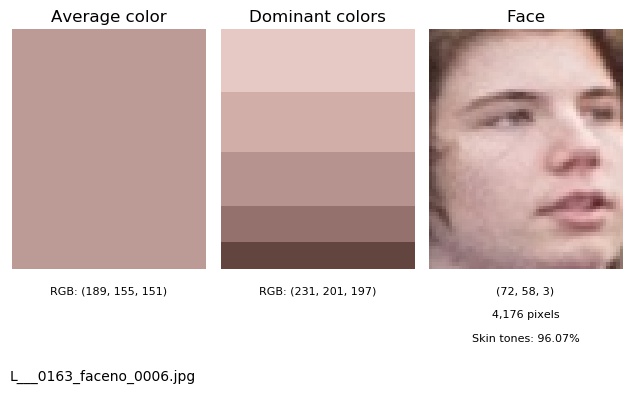 Average color
Dominant colors
Face
RGB: (189, 155, 151)
RGB: (231, 201, 197)
(72, 58, 3)
4,176 pixels
Skin tones: 96.07%
L___0163_faceno_0006.jpg